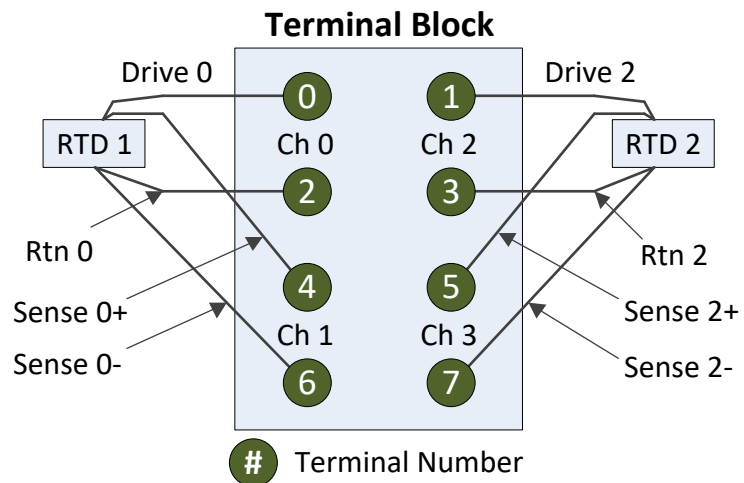 Terminal Block
Drive 0
Drive 2
0
1
RTD 1
Ch 0
Ch 2
RTD 2
2
3
Rtn 0
Rtn 2
4
5
Sense 0+
Sense 2+
Ch 1
Ch 3
Sense 0-
Sense 2-
6
7
# Terminal Number